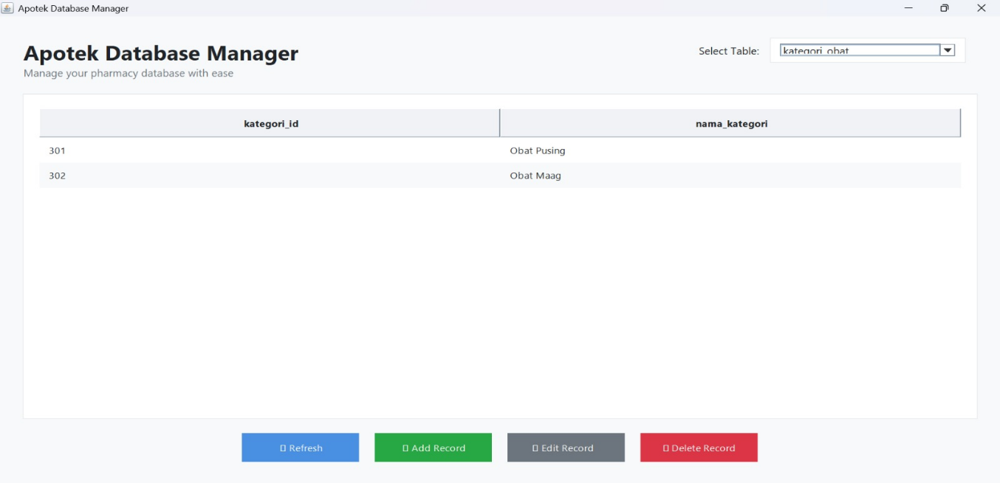 Apotek Database Manager
Apotek Database Manager
Manage your pharmacy database with ease
Select Table: kategori_obat
kategori_id nama_kategori
301 Obat Pusing
302 Obat Maag
Refresh Add Record Edit Record Delete Record